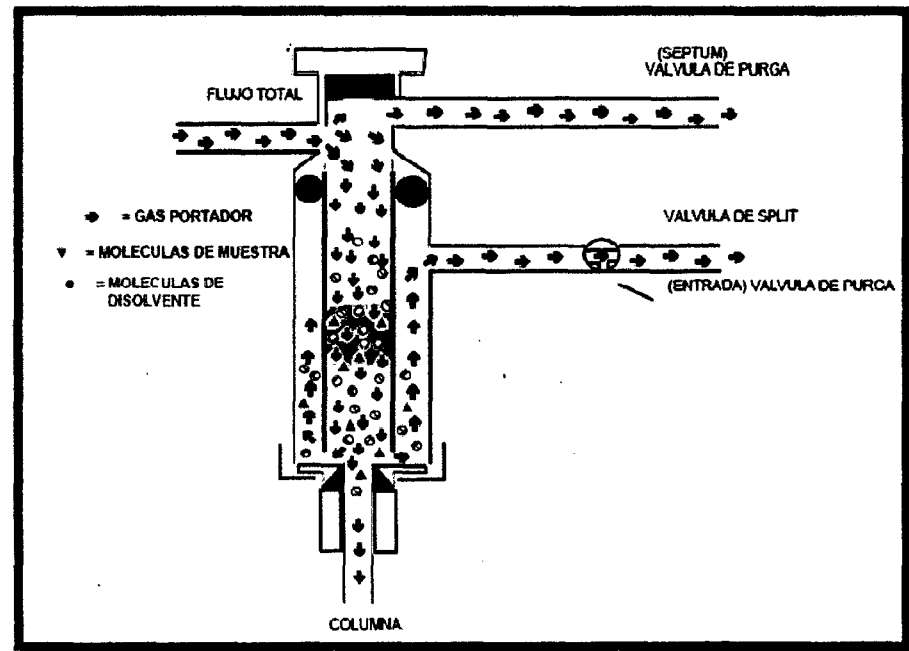 (SEPTUM)
VÁLVULA DE PURGA
FLUJO TOTAL
= GAS PORTADOR
= MOLECULAS DE MUESTRA
= MOLECULAS DE
DISOLVENTE
VALVULA DE SPLIT
(ENTRADA) VALVULA DE PURGA
COLUMNA